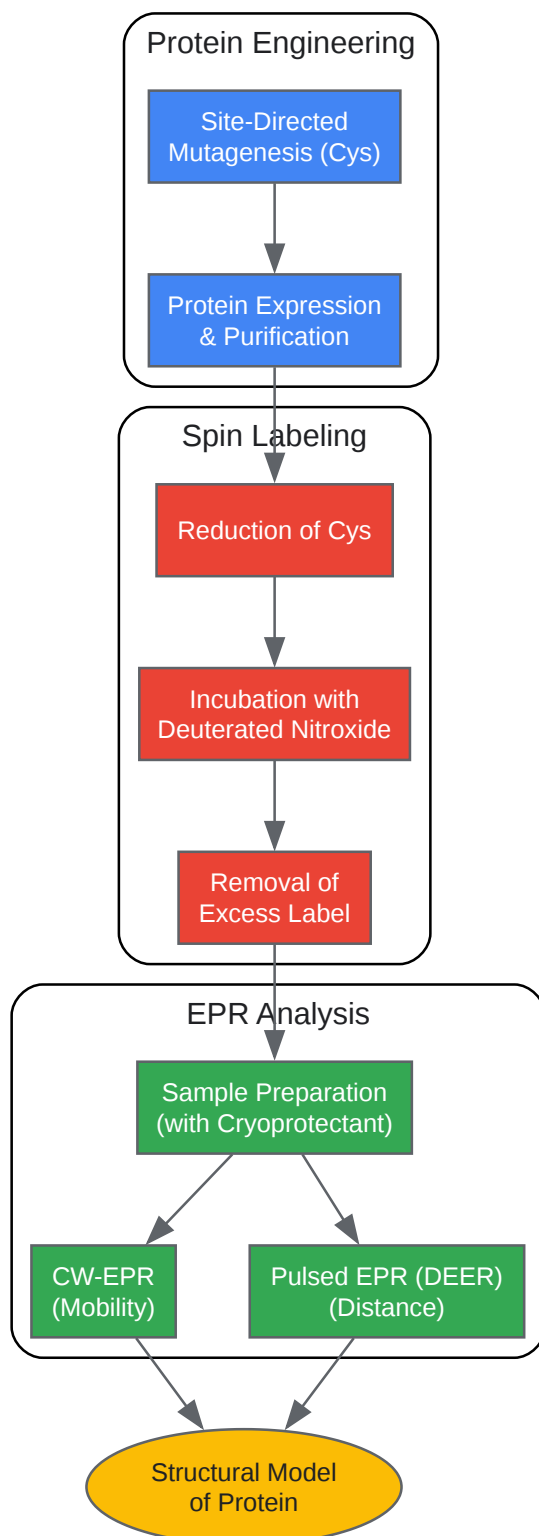 Protein Engineering
Site-Directed
Mutagenesis (Cys)
Protein Expression
& Purification
Spin Labeling
Reduction of Cys
Incubation with
Deuterated Nitroxide
Removal of
Excess Label
EPR Analysis
Sample Preparation
(with Cryoprotectant)
CW-EPR
(Mobility)
Pulsed EPR (DEER)
(Distance)
Structural Model
of Protein